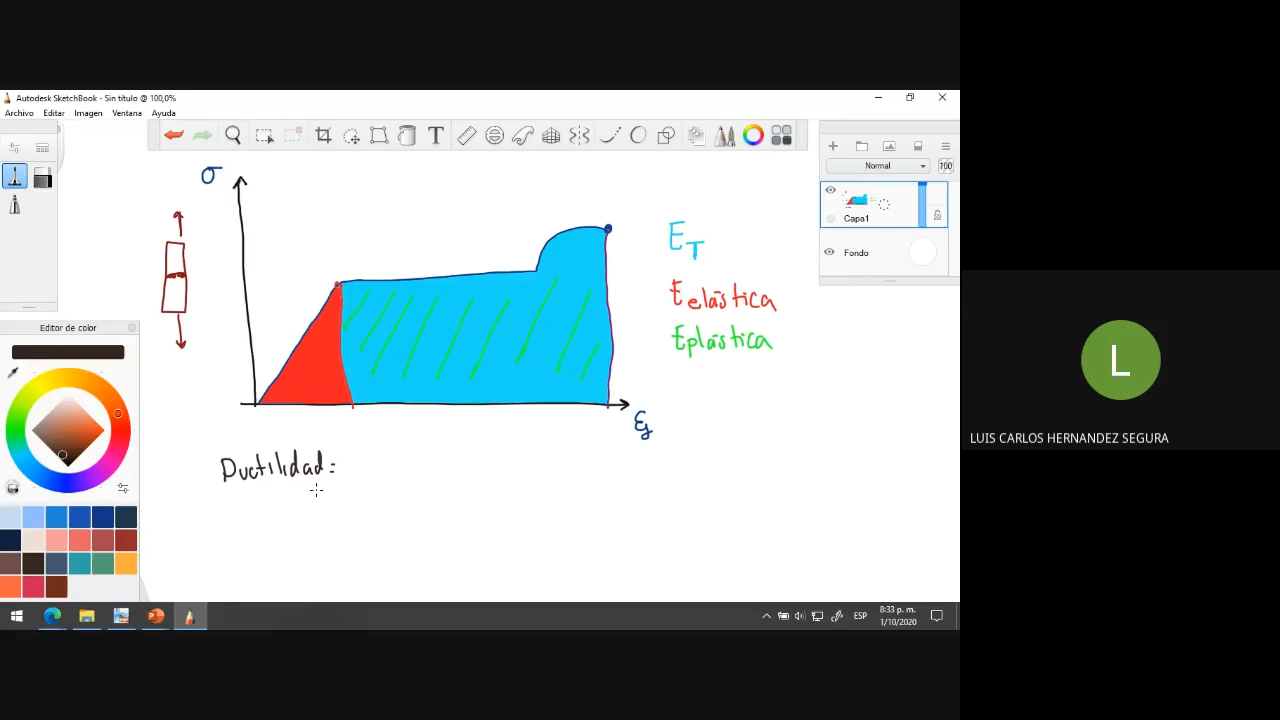 Autodesk SketchBook - Sin título @ 100,0%
Archivo Editar Imagen Ventana Ayuda
T
Normal
100
Capa1
Fondo
Editor de color
σ
E_T
Eelástica
Eplástica
Ductilidad=
L
LUIS CARLOS HERNANDEZ SEGURA
ESP
8:33 p. m.
1/10/2020